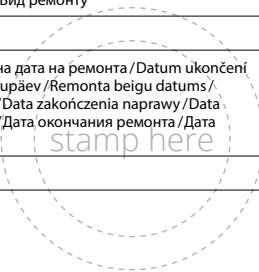 Вид ремонту
на дата на ремонта/Datum ukončení
upäev/Remonta beigu datums/
/Data zakończenia naprawy/Data
/Дата окончания ремонта/Дата
stamp here